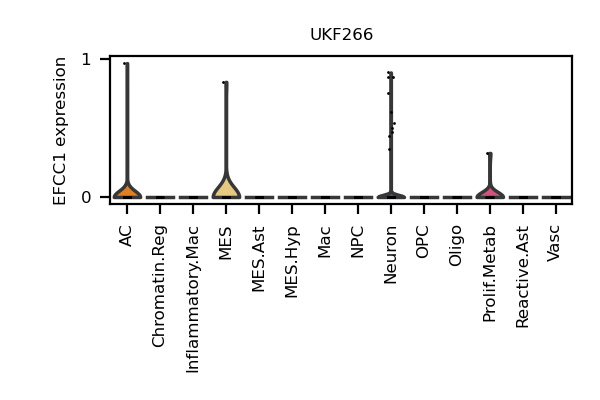 UKF266
EFCC1 expression
1
0
AC
Chromatin.Reg
Inflammatory.Mac
MES
MES.Ast
MES.Hyp
Mac
NPC
Neuron
OPC
Oligo
Prolif.Metab
Reactive.Ast
Vasc